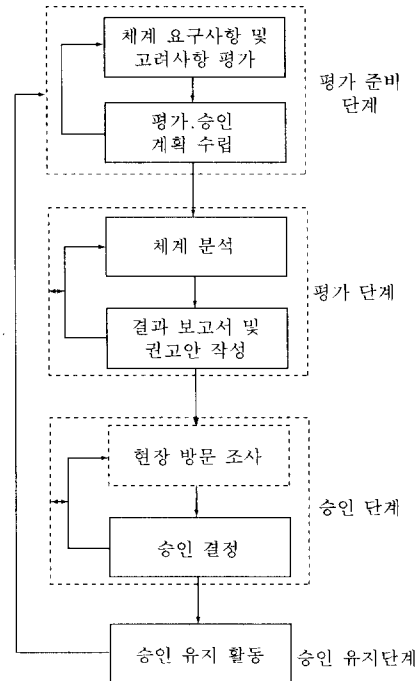 체계 요구사항 및
고려사항 평가
평가 준비
단계
평가.승인
계획 수립
체계 분석
평가 단계
결과 보고서 및
권고안 작성
현장 방문 조사
승인 단계
승인 결정
승인 유지 활동
승인 유지단계